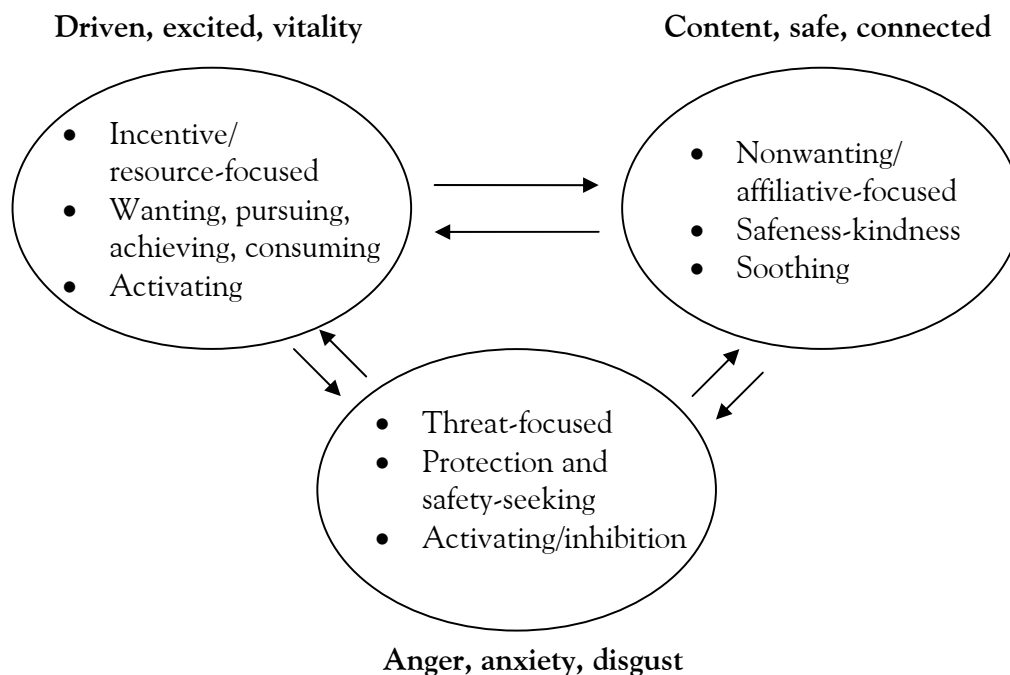 Driven, excited, vitality
• Incentive/
resource-focused
• Wanting, pursuing,
achieving, consuming
• Activating
Content, safe, connected
• Nonwanting/
affiliative-focused
• Safeness-kindness
• Soothing
• Threat-focused
• Protection and
safety-seeking
• Activating/inhibition
Anger, anxiety, disgust